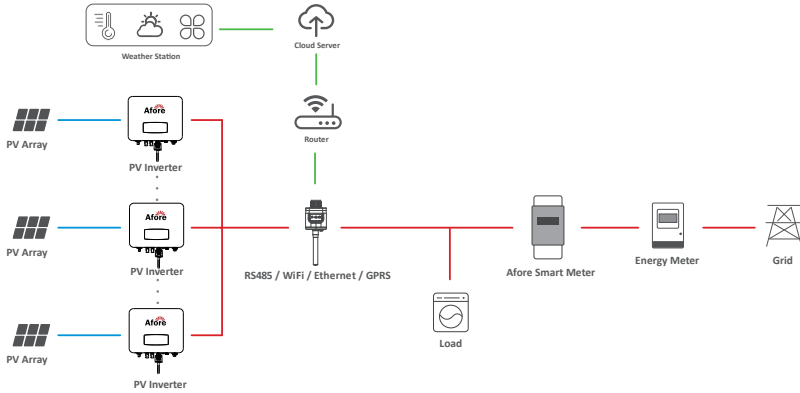 Weather Station
Cloud Server
Router
Afore
PV Array
PV Inverter
Afore
PV Array
PV Inverter
RS485 / WiFi / Ethernet / GPRS
Afore Smart Meter
Energy Meter
Grid
Load
Afore
PV Array
PV Inverter